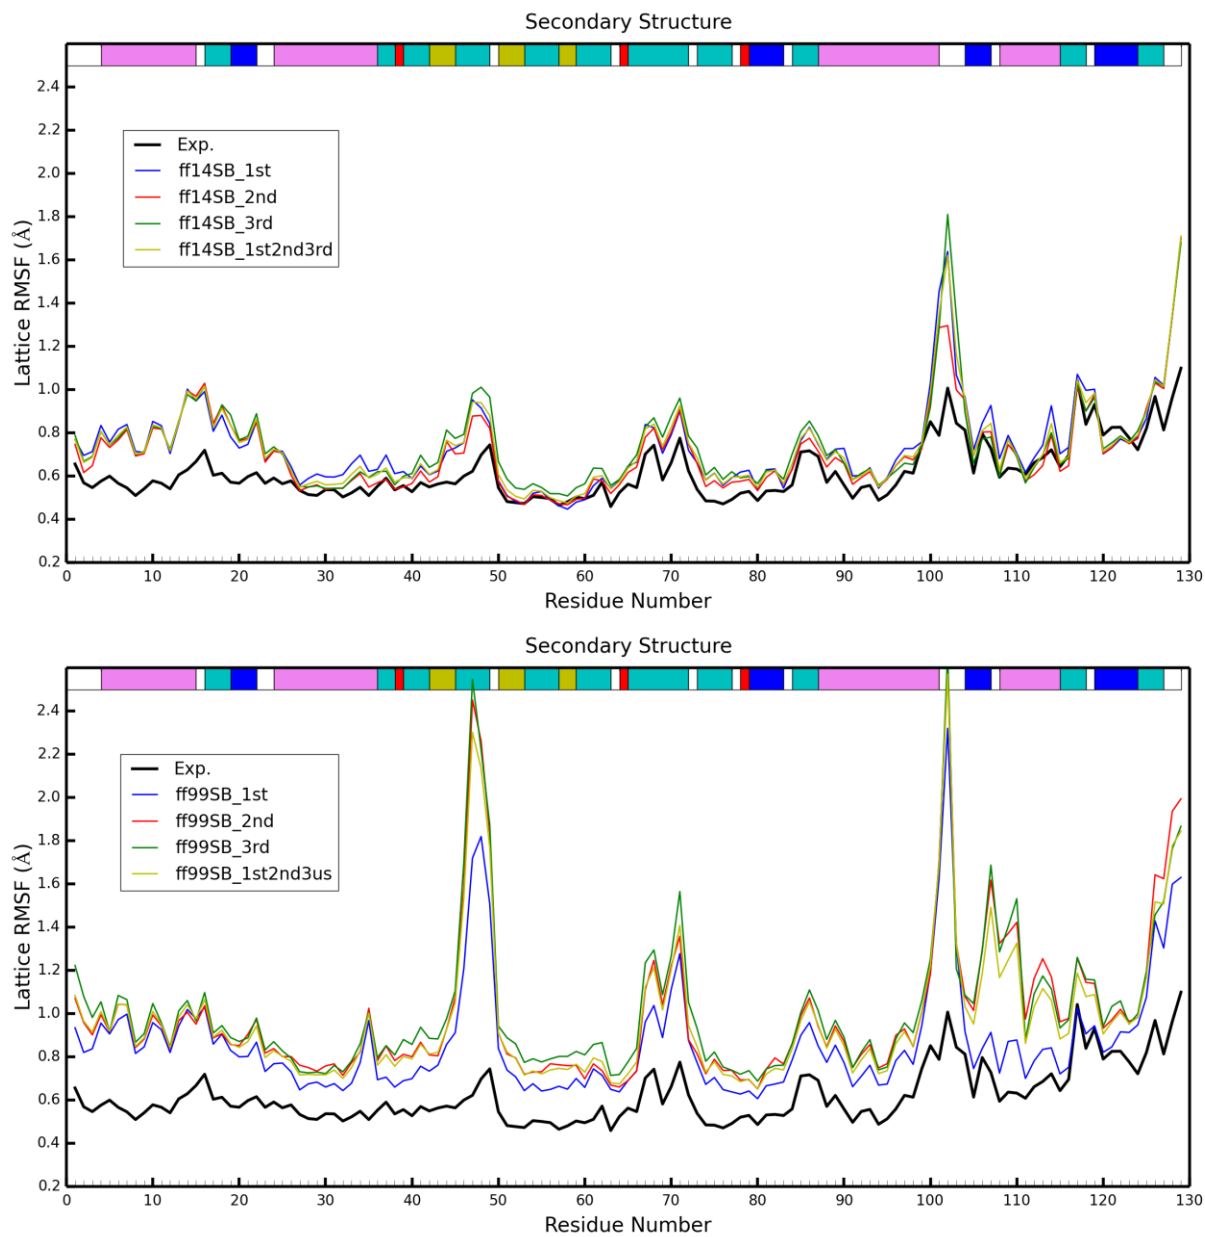 Secondary Structure
2.4
2.2
2.0
1.8
1.6
1.4
1.2
1.0
0.8
0.6
0.4
0.2
Lattice RMSF (Å)
Exp.
ff14SB_1st
ff14SB_2nd
ff14SB_3rd
ff14SB_1st2nd3rd
0 10 20 30 40 50 60 70 80 90 100 110 120 130
Residue Number
Secondary Structure
2.4
2.2
2.0
1.8
1.6
1.4
1.2
1.0
0.8
0.6
0.4
0.2
Lattice RMSF (Å)
Exp.
ff99SB_1st
ff99SB_2nd
ff99SB_3rd
ff99SB_1st2nd3us
0 10 20 30 40 50 60 70 80 90 100 110 120 130
Residue Number